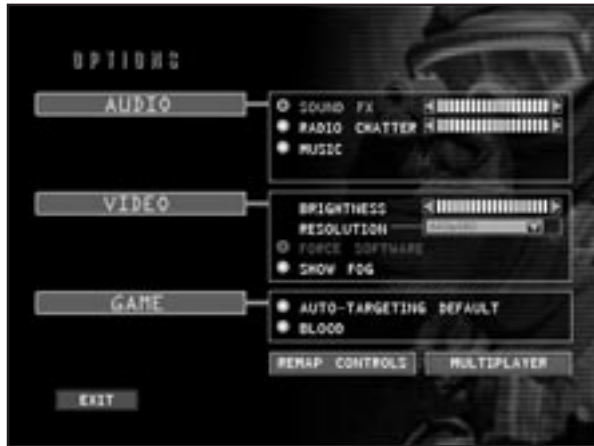 OPTIONS
AUDIO
SOUND FX
RADIO CHATTER
MUSIC
VIDEO
BRIGHTNESS
RESOLUTION
FORCE SOFTWARE
SHOW FOG
GAME
AUTO-TARGETING DEFAULT
BLOOD
REMAP CONTROLS
MULTIPLAYER
EXIT